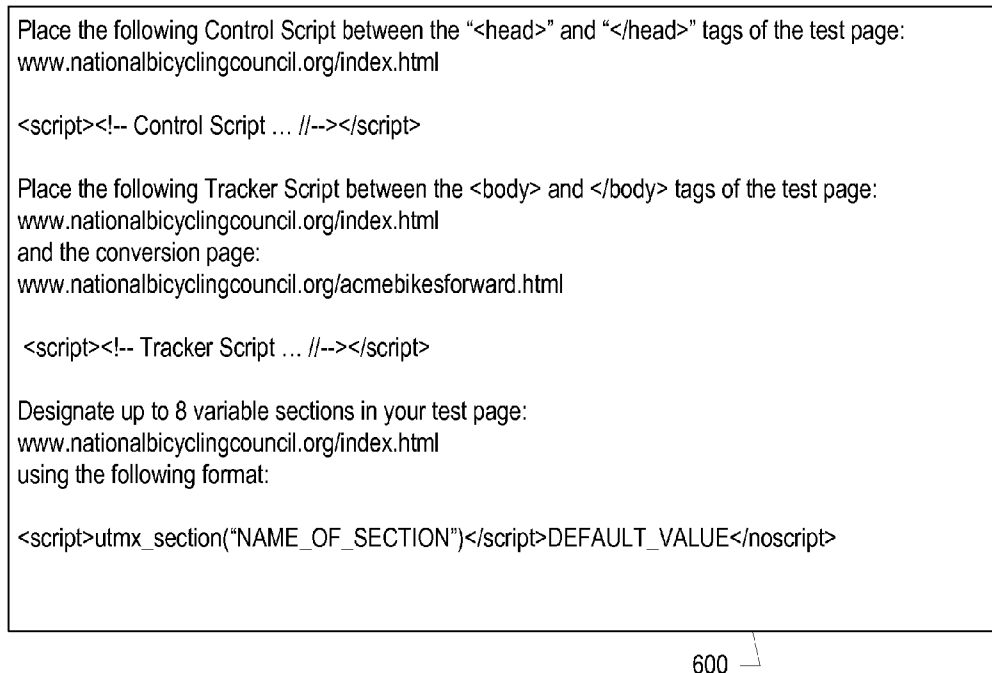 Place the following Control Script between the “<head>” and “</head>” tags of the test page:
www.nationalbicyclingcouncil.org/index.html
<script><!-- Control Script … //--></script>
Place the following Tracker Script between the <body> and </body> tags of the test page:
www.nationalbicyclingcouncil.org/index.html
and the conversion page:
www.nationalbicyclingcouncil.org/acmebikesforward.html
<script><!-- Tracker Script … //--></script>
Designate up to 8 variable sections in your test page:
www.nationalbicyclingcouncil.org/index.html
using the following format:
<script>utmx_section(“NAME_OF_SECTION”)</script>DEFAULT_VALUE</noscript>
600